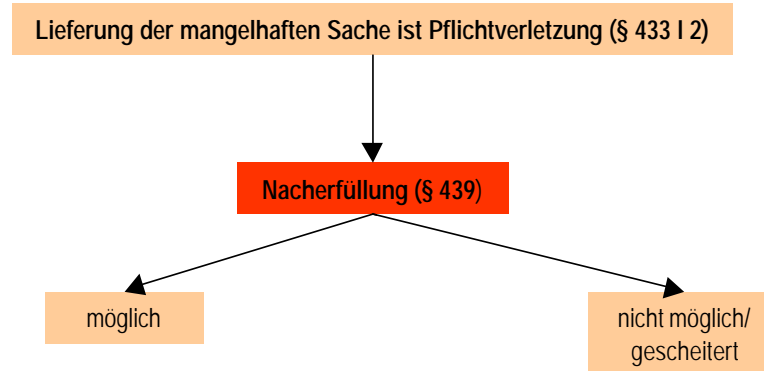 Lieferung der mangelhaften Sache ist Pflichtverletzung (§ 433 I 2)
Nacherfüllung (§ 439)
möglich
nicht möglich/
gescheitert